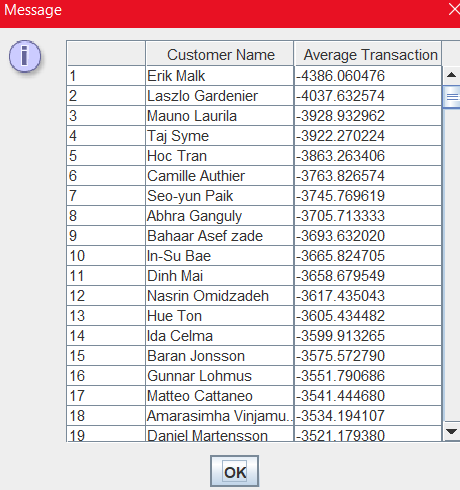 Message
Customer Name Average Transaction
1 Erik Malk -4386.060476
2 Laszlo Gardenier -4037.632574
3 Mauno Laurila -3928.932962
4 Taj Syme -3922.270224
5 Hoc Tran -3863.263406
6 Camille Authier -3763.826574
7 Seo-yun Paik -3745.769619
8 Abhra Ganguly -3705.713333
9 Bahaar Asef zade -3693.632020
10 In-Su Bae -3665.824705
11 Dinh Mai -3658.679549
12 Nasrin Omidzadeh -3617.435043
13 Hue Ton -3605.434482
14 Ida Celma -3599.913265
15 Baran Jonsson -3575.572790
16 Gunnar Lohmus -3551.790686
17 Matteo Cattaneo -3541.444680
18 Amarasimha Vinjamu... -3534.194107
19 Daniel Martensson -3521.179380
OK